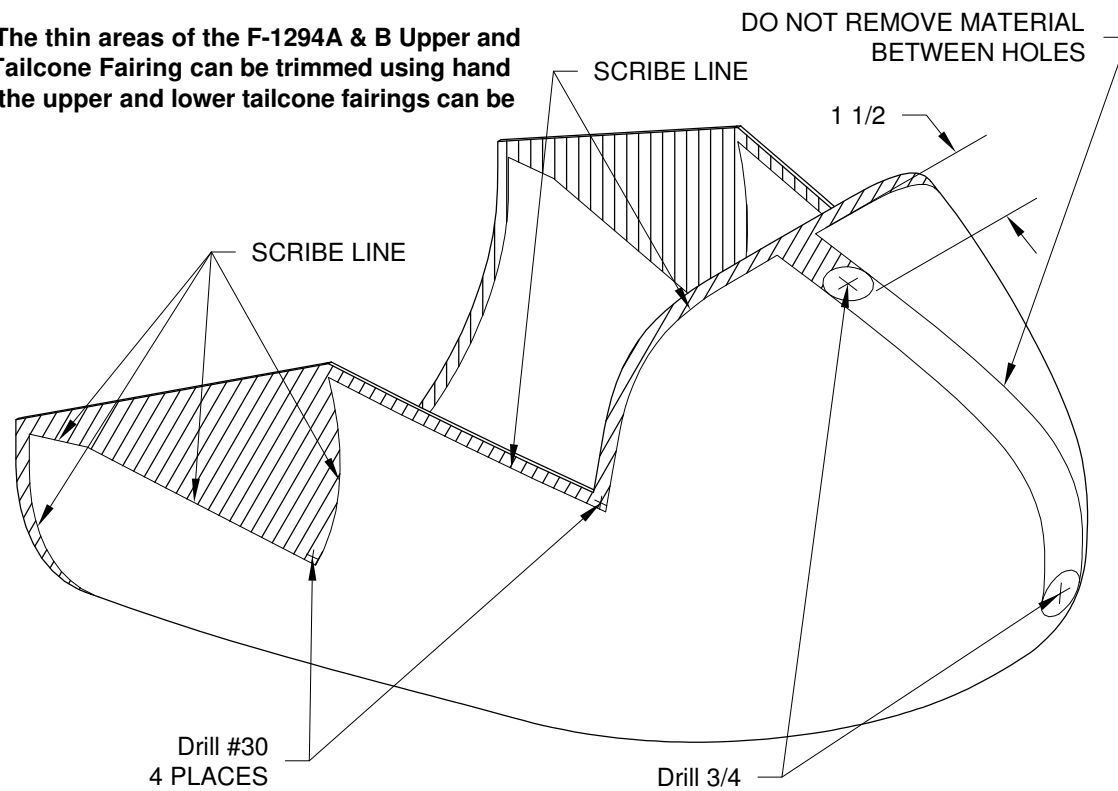 The thin areas of the F-1294A & B Upper and
Tailcone Fairing can be trimmed using hand
the upper and lower tailcone fairings can be
DO NOT REMOVE MATERIAL
BETWEEN HOLES
SCRIBE LINE
1 1/2
SCRIBE LINE
Drill #30
4 PLACES
Drill 3/4